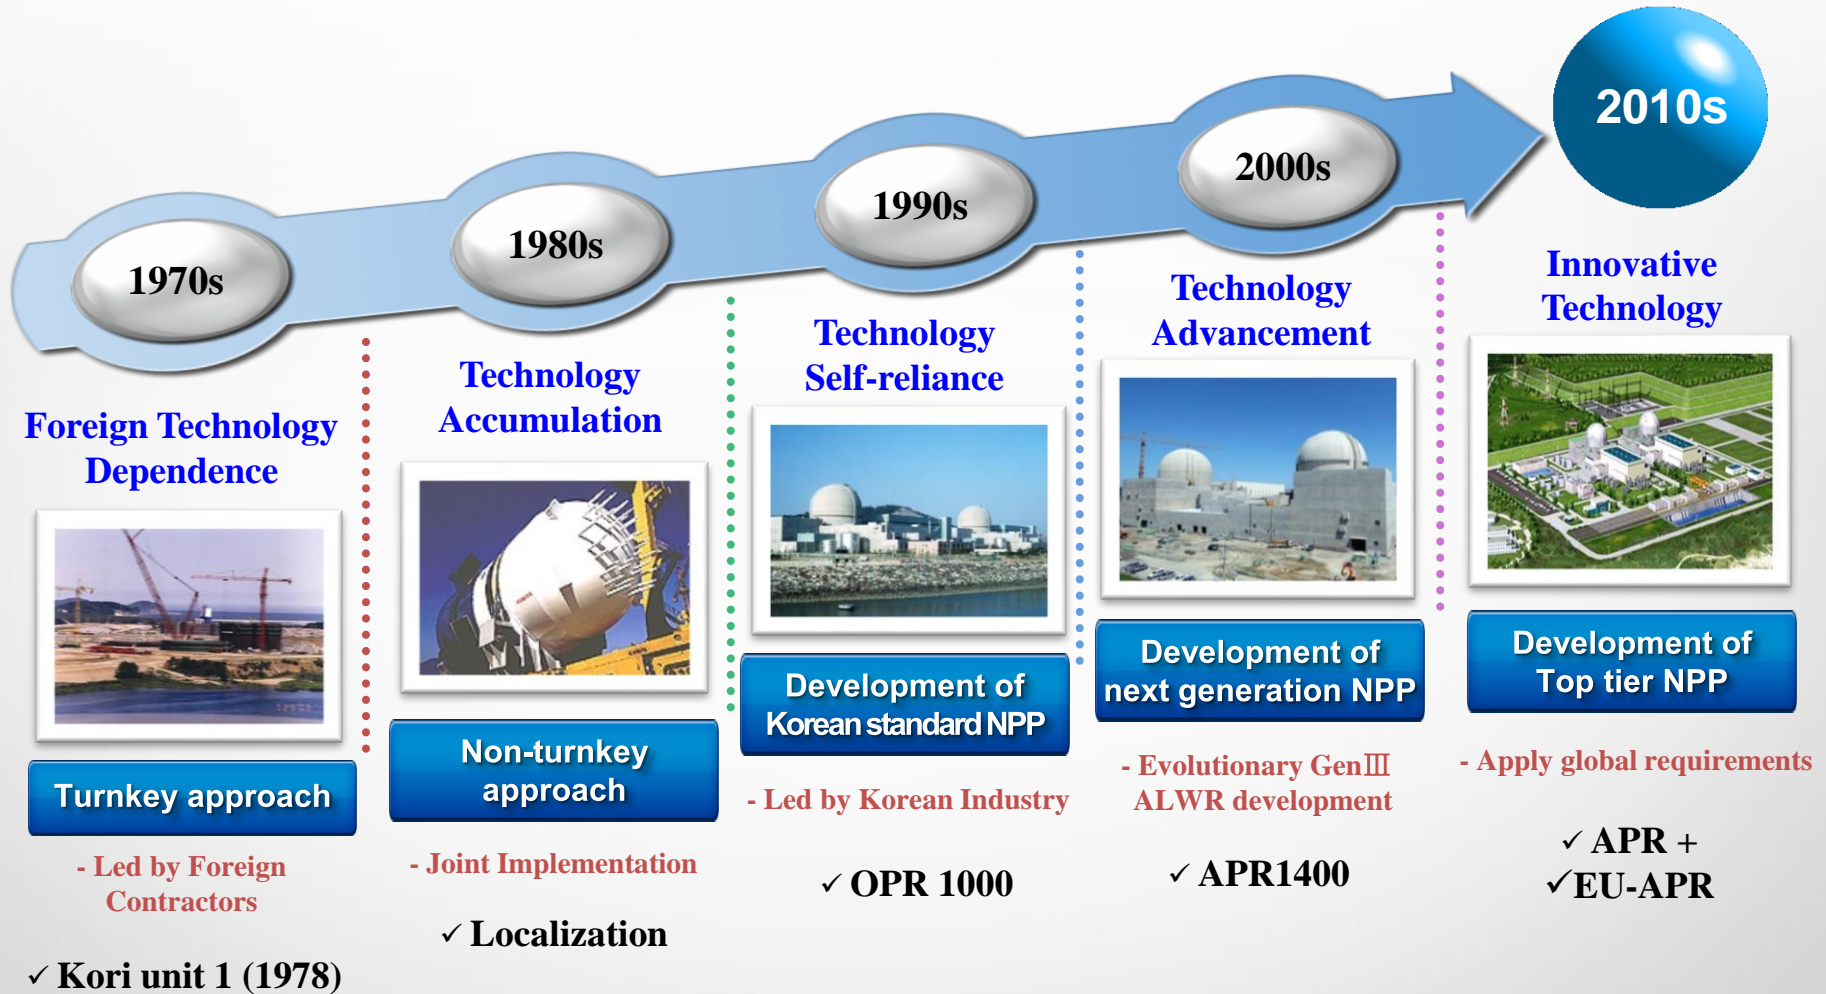 1970s
Foreign Technology
Dependence
Turnkey approach
- Led by Foreign
Contractors
✓ Kori unit 1 (1978)
1980s
Technology
Accumulation
Non-turnkey
approach
- Joint Implementation
✓ Localization
1990s
Technology
Self-reliance
Development of
Korean standard NPP
- Led by Korean Industry
✓ OPR 1000
2000s
Technology
Advancement
Development of
next generation NPP
- Evolutionary GenⅢ
ALWR development
✓ APR1400
2010s
Innovative
Technology
Development of
Top tier NPP
- Apply global requirements
✓ APR +
✓EU-APR